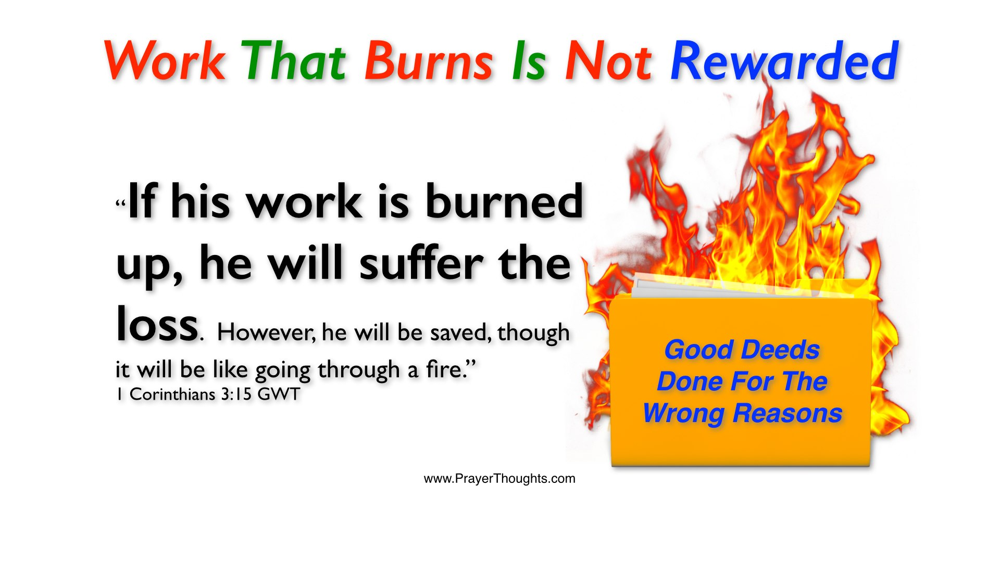 Work That Burns Is Not Rewarded
“If his work is burned
up, he will suffer the
loss.  However, he will be saved, though
it will be like going through a fire.”
1 Corinthians 3:15 GWT
Good Deeds
Done For The
Wrong Reasons
www.PrayerThoughts.com